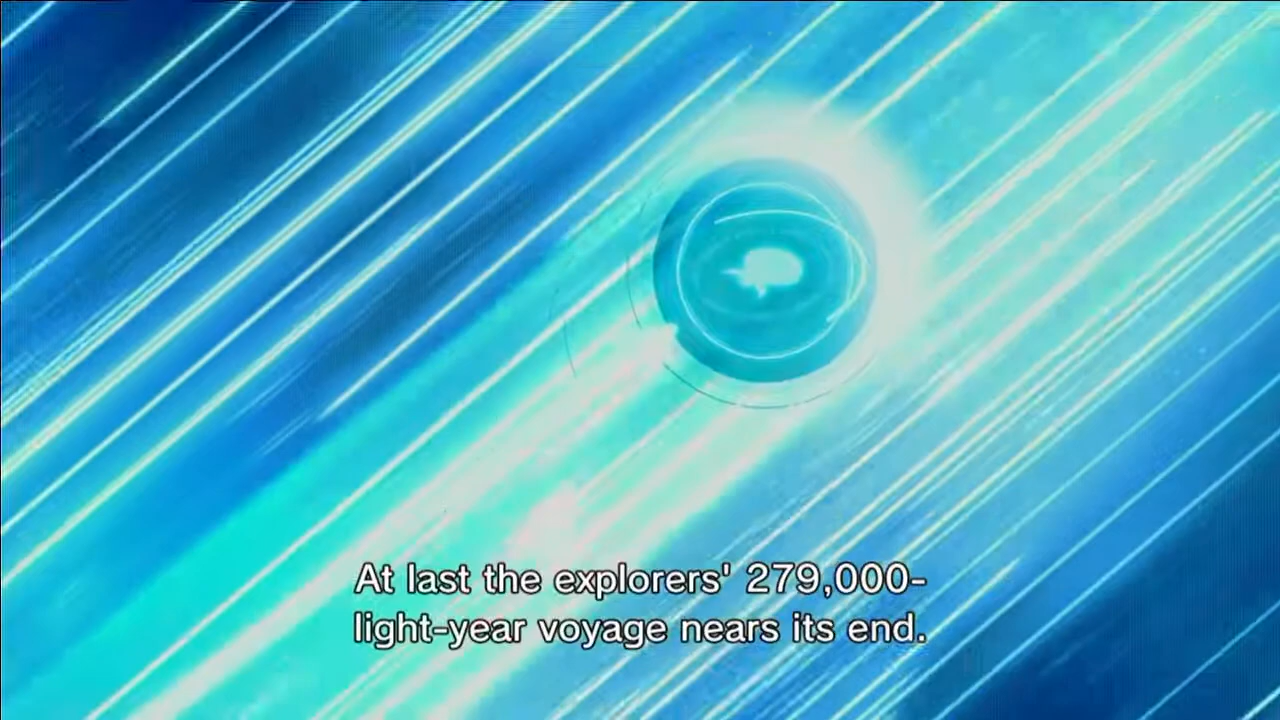 At last the explorers' 279,000-
light-year voyage nears its end.